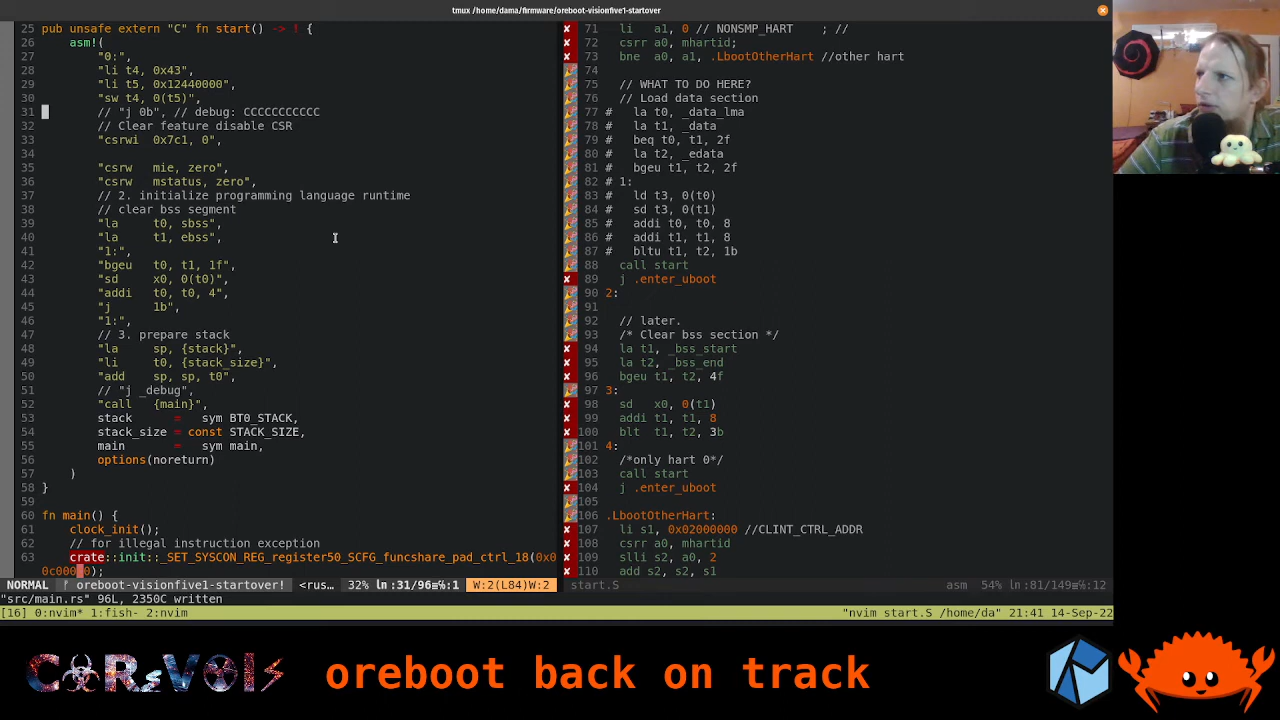 tmux /home/dama/firmware/oreboot-visionfive1-startover
25 pub unsafe extern "C" fn start() -> ! {
26 asm!(
27 "0:",
28 "li t4, 0x43",
29 "li t5, 0x12440000",
30 "sw t4, 0(t5)",
31 // "j 0b", // debug: CCCCCCCCCCC
32 // Clear feature disable CSR
33 "csrwi 0x7c1, 0",
34
35 "csrw mie, zero",
36 "csrw mstatus, zero",
37 // 2. initialize programming language runtime
38 // clear bss segment
39 "la t0, sbss",
40 "la t1, ebss",
41 "1:",
42 "bgeu t0, t1, 1f",
43 "sd x0, 0(t0)",
44 "addi t0, t0, 4",
45 "j 1b",
46 "1:",
47 // 3. prepare stack
48 "la sp, {stack}",
49 "li t0, {stack_size}",
50 "add sp, sp, t0",
51 // "j _debug",
52 "call {main}",
53 stack = sym BT0_STACK,
54 stack_size = const STACK_SIZE,
55 main = sym main,
56 options(noreturn)
57 )
58 }
59
60 fn main() {
61 clock_init();
62 // for illegal instruction exception
63 crate::init::_SET_SYSCON_REG_register50_SCFG_funcshare_pad_ctrl_18(0x0
0c00000);
71 li a1, 0 // NONSMP_HART ; //
72 csrr a0, mhartid;
73 bne a0, a1, .LbootOtherHart //other hart
74
75 // WHAT TO DO HERE?
76 // Load data section
77 # la t0, _data_lma
78 # la t1, _data
79 # beq t0, t1, 2f
80 # la t2, _edata
81 # bgeu t1, t2, 2f
82 # 1:
83 # ld t3, 0(t0)
84 # sd t3, 0(t1)
85 # addi t0, t0, 8
86 # addi t1, t1, 8
87 # bltu t1, t2, 1b
88 call start
89 j .enter_uboot
90 2:
91
92 // later.
93 /* Clear bss section */
94 la t1, _bss_start
95 la t2, _bss_end
96 bgeu t1, t2, 4f
97 3:
98 sd x0, 0(t1)
99 addi t1, t1, 8
100 blt t1, t2, 3b
101 4:
102 /*only hart 0*/
103 call start
104 j .enter_uboot
105
106 .LbootOtherHart:
107 li s1, 0x02000000 //CLINT_CTRL_ADDR
108 csrr a0, mhartid
109 slli s2, a0, 2
110 add s2, s2, s1
NORMAL oreboot-visionfive1-startover! <rus… 32% ln:31/96≡℅:1 W:2(L84)W:2
start.S asm 54% ln:81/149≡℅:12
"src/main.rs" 96L, 2350C written
[16] 0:nvim* 1:fish- 2:nvim "nvim start.S /home/da" 21:41 14-Sep-22
oreboot back on track